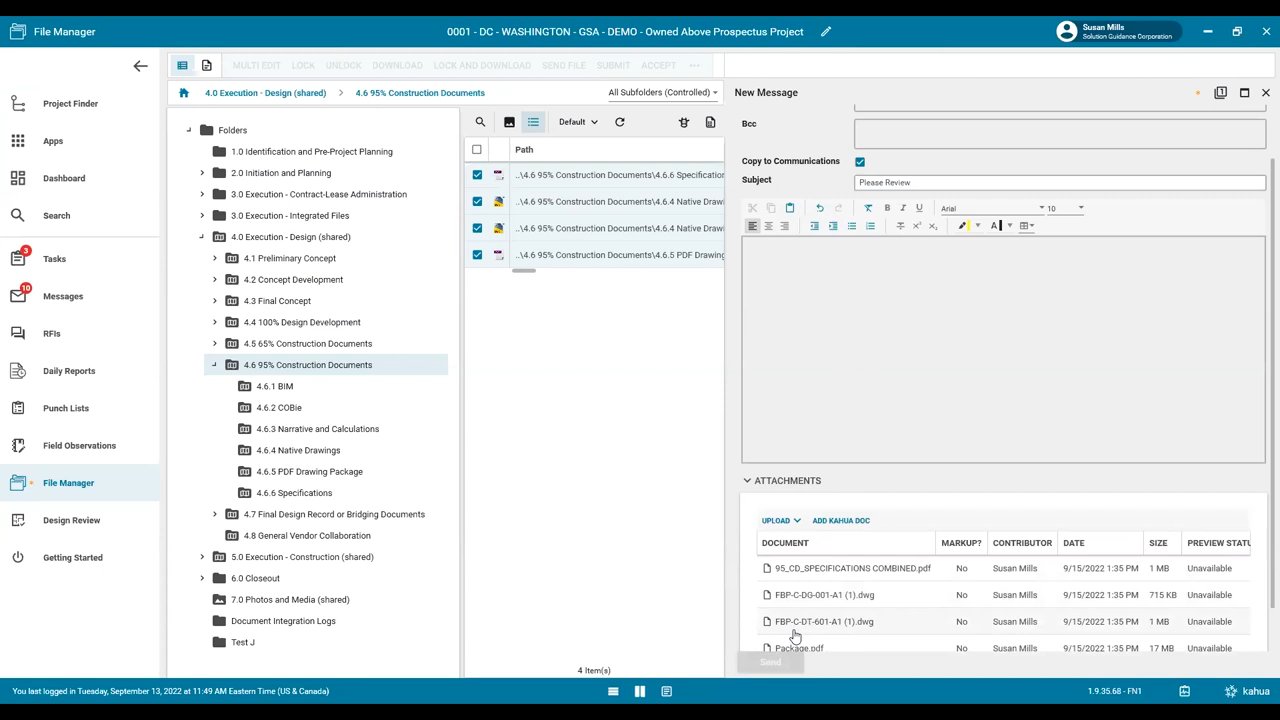 File Manager
0001 - DC - WASHINGTON - GSA - DEMO - Owned Above Prospectus Project
Susan Mills
Solution Guidance Corporation
MULTI EDIT LOCK UNLOCK DOWNLOAD LOCK AND DOWNLOAD SEND FILE SUBMIT ACCEPT ...
4.0 Execution - Design (shared) > 4.6 95% Construction Documents
All Subfolders (Controlled)
Project Finder
Apps
Dashboard
Search
3
Tasks
10
Messages
RFIs
Daily Reports
Punch Lists
Field Observations
File Manager
Design Review
Getting Started
Folders
1.0 Identification and Pre-Project Planning
2.0 Initiation and Planning
3.0 Execution - Contract-Lease Administration
3.0 Execution - Integrated Files
4.0 Execution - Design (shared)
4.1 Preliminary Concept
4.2 Concept Development
4.3 Final Concept
4.4 100% Design Development
4.5 65% Construction Documents
4.6 95% Construction Documents
4.6.1 BIM
4.6.2 COBie
4.6.3 Narrative and Calculations
4.6.4 Native Drawings
4.6.5 PDF Drawing Package
4.6.6 Specifications
4.7 Final Design Record or Bridging Documents
4.8 General Vendor Collaboration
5.0 Execution - Construction (shared)
6.0 Closeout
7.0 Photos and Media (shared)
Document Integration Logs
Test J
Default
Path
..\4.6 95% Construction Documents\4.6.6 Specification
..\4.6 95% Construction Documents\4.6.4 Native Drawi
..\4.6 95% Construction Documents\4.6.4 Native Drawi
..\4.6 95% Construction Documents\4.6.5 PDF Drawing
4 Item(s)
New Message
1
Bcc
Copy to Communications
Subject
Please Review
B I U Arial 10
ATTACHMENTS
UPLOAD ADD KAHUA DOC
DOCUMENT MARKUP? CONTRIBUTOR DATE SIZE PREVIEW STATU
95_CD_SPECIFICATIONS COMBINED.pdf No Susan Mills 9/15/2022 1:35 PM 1 MB Unavailable
FBP-C-DG-001-A1 (1).dwg No Susan Mills 9/15/2022 1:35 PM 715 KB Unavailable
FBP-C-DT-601-A1 (1).dwg No Susan Mills 9/15/2022 1:35 PM 1 MB Unavailable
Package.pdf No Susan Mills 9/15/2022 1:35 PM 17 MB Unavailable
Send
You last logged in Tuesday, September 13, 2022 at 11:49 AM Eastern Time (US & Canada)
1.9.35.68 - FN1
kahua